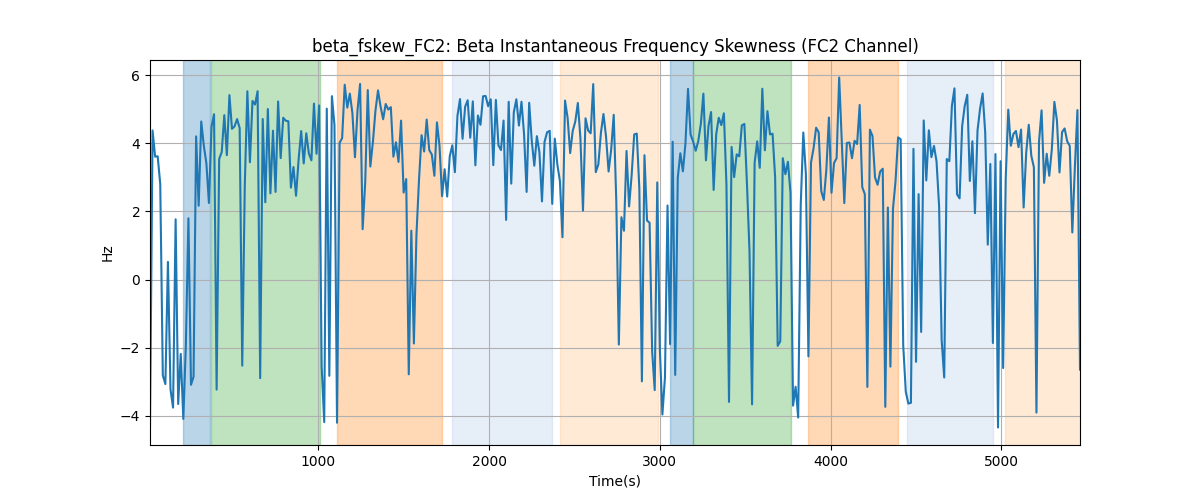 beta_fskew_FC2: Beta Instantaneous Frequency Skewness (FC2 Channel)
6
4
2
0
−2
−4
Hz
1000 2000 3000 4000 5000
Time(s)